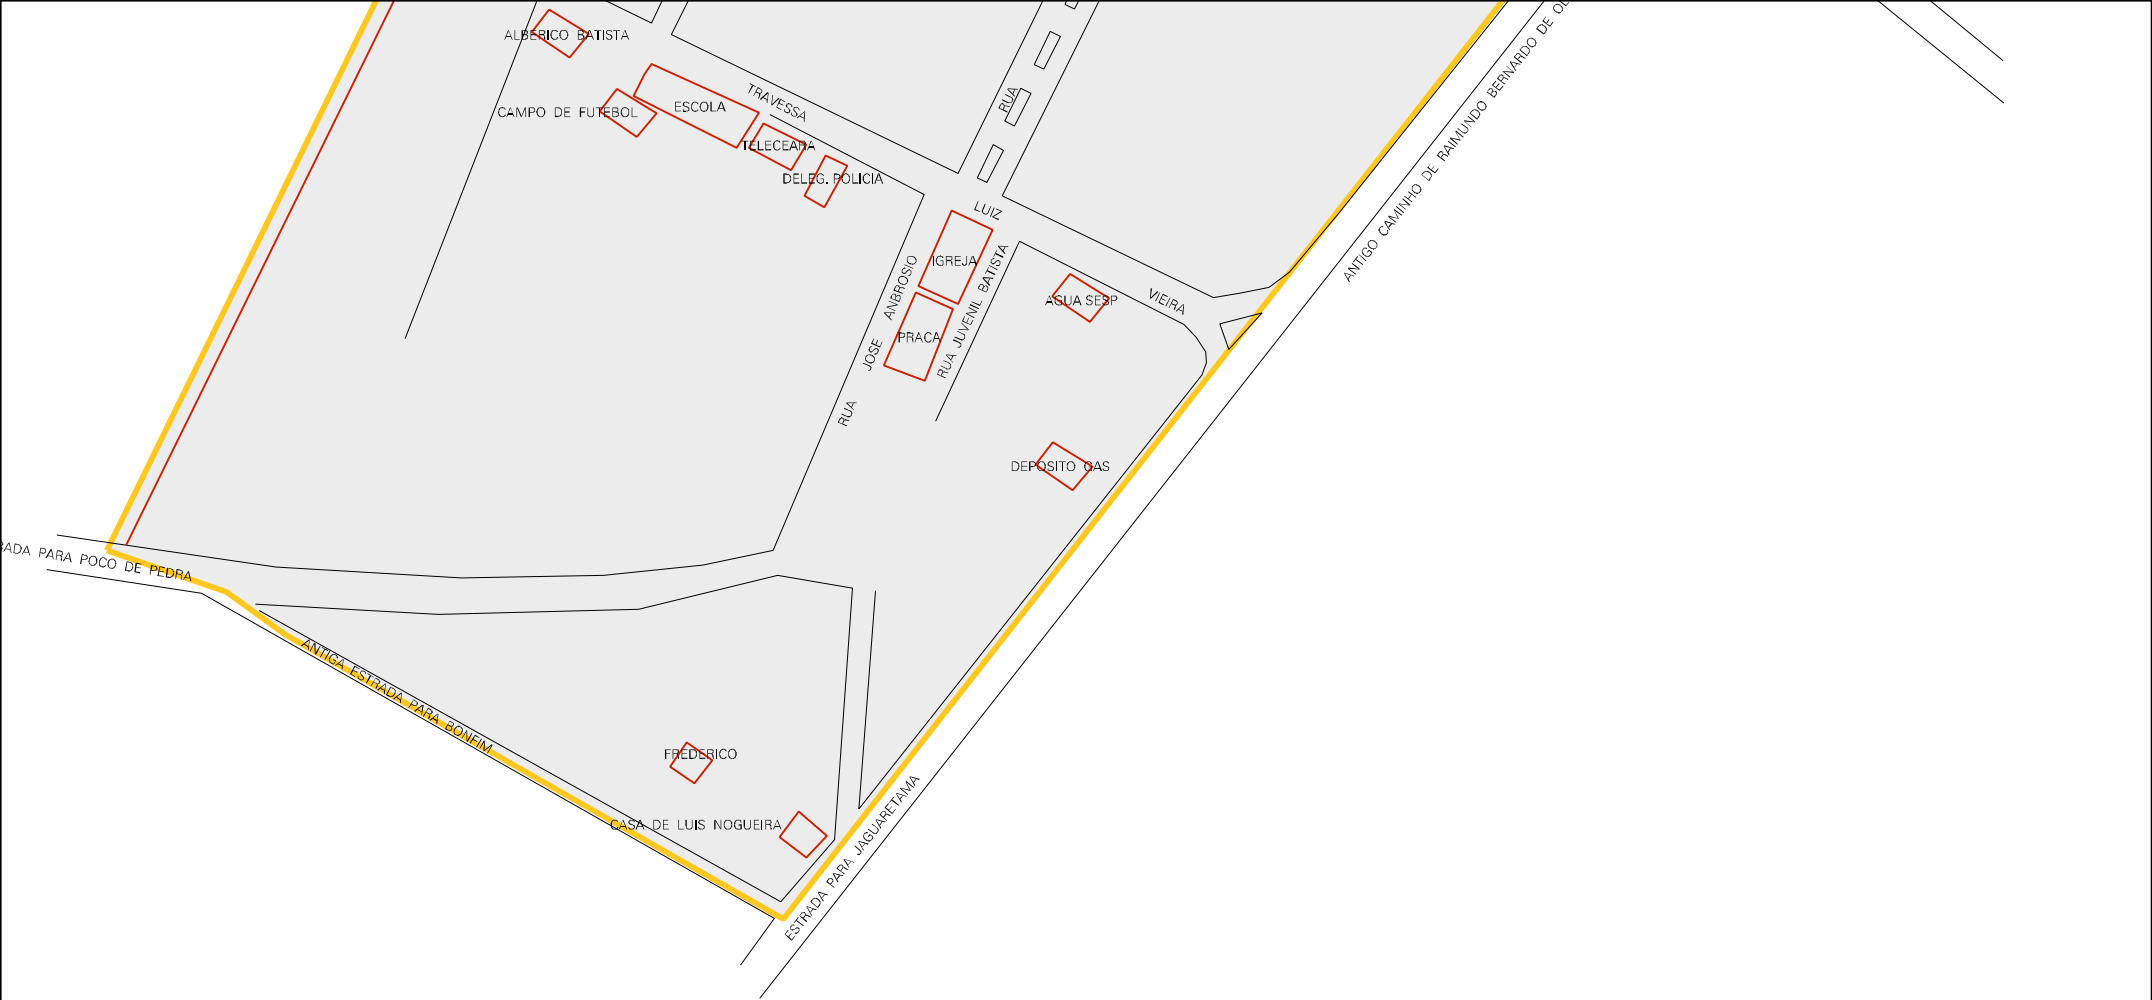 ALBERICO BATISTA
CAMPO DE FUTEBOL
ESCOLA
TRAVESSA
TELECEARA
DELEG. POLICIA
RUA
LUIZ
VIEIRA
IGREJA
PRACA
RUA JOSE ANBROSIO
RUA JUVENIL BATISTA
AGUA SESP
DEPOSITO GAS
ANTIGO CAMINHO DE RAIMUNDO BERNARDO DE
PARA POCO DE PEDRA
ANTIGA ESTRADA PARA BONFIM
FREDERICO
CASA DE LUIS NOGUEIRA
ESTRADA PARA JAGUARETAMA